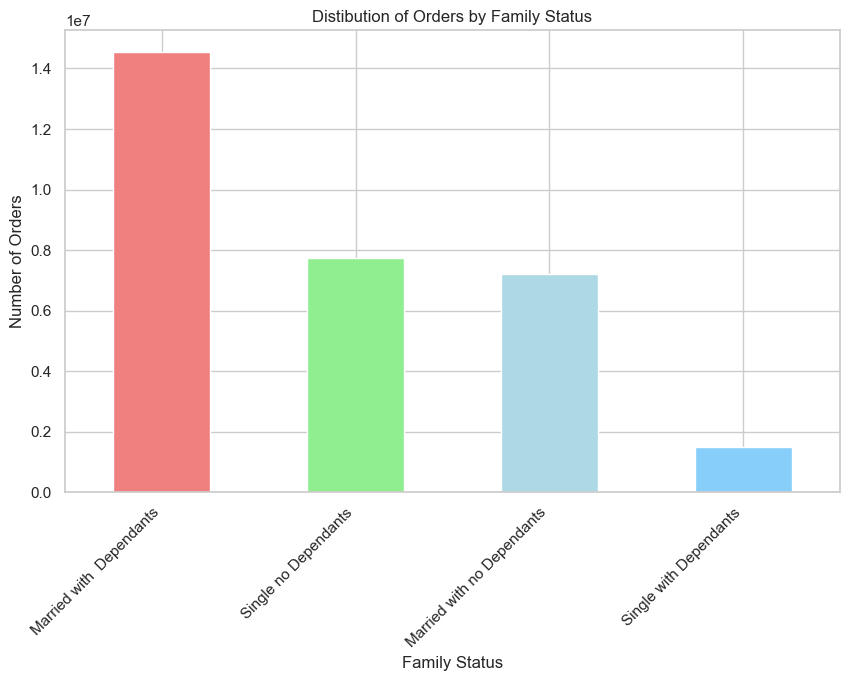 Distibution of Orders by Family Status
1e7
1.4
1.2
1.0
0.8
0.6
0.4
0.2
0.0
Number of Orders
Married with  Dependants
Single no Dependants
Married with no Dependants
Single with Dependants
Family Status